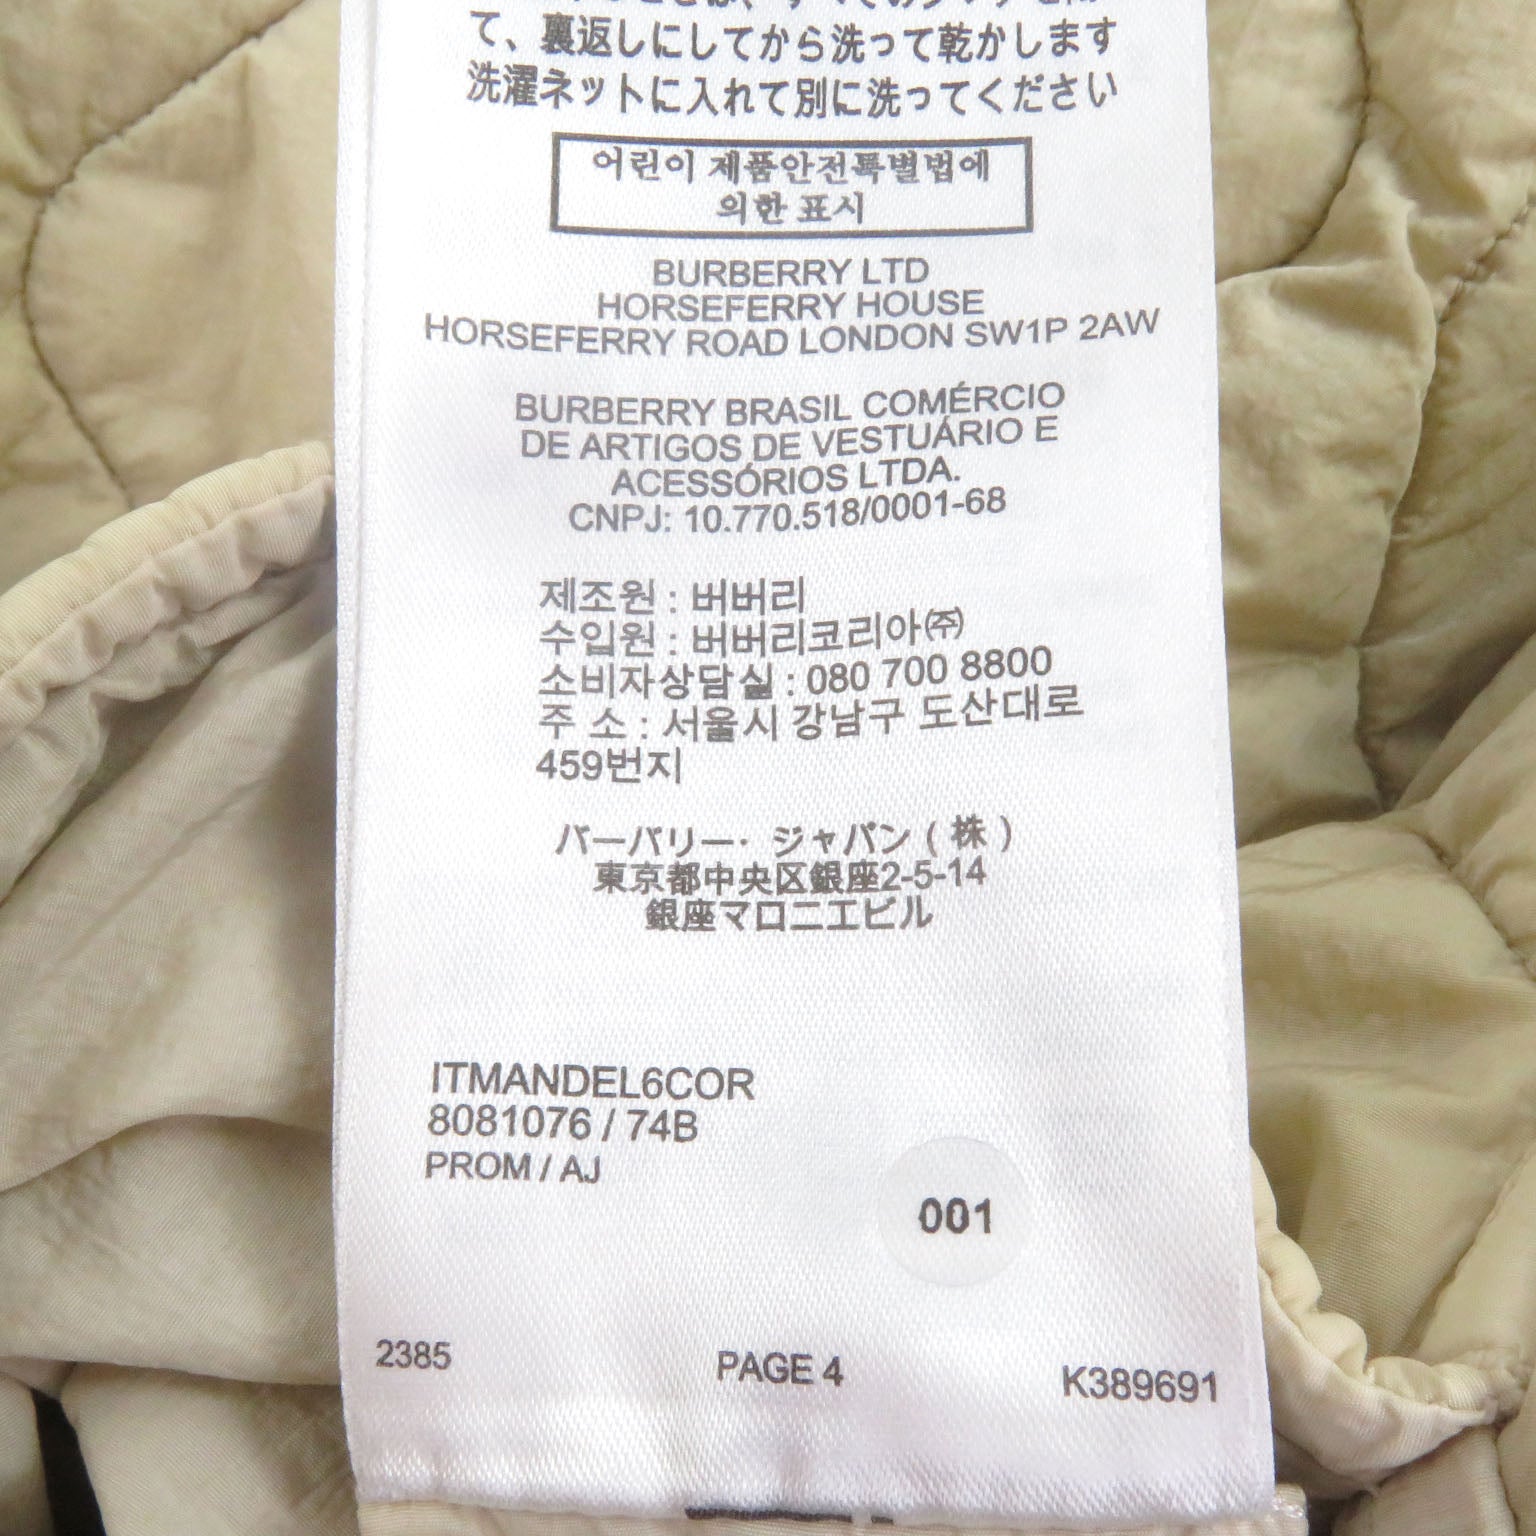 て、裏返しにしてから洗って乾かします
洗濯ネットに入れて別に洗ってください
어린이 제품안전특별법에
의한 표시
BURBERRY LTD
HORSEFERRY HOUSE
HORSEFERRY ROAD LONDON SW1P 2AW
BURBERRY BRASIL COMÉRCIO
DE ARTIGOS DE VESTUÁRIO E
ACESSÓRIOS LTDA.
CNPJ: 10.770.518/0001-68
제조원 : 버버리
수입원 : 버버리코리아㈜
소비자상담실 : 080 700 8800
주 소 : 서울시 강남구 도산대로
459번지
バーバリー・ジャパン ( 株 )
東京都中央区銀座2-5-14
銀座マロニエビル
ITMANDEL6COR
8081076 / 74B
PROM / AJ
001
2385
PAGE 4
K389691